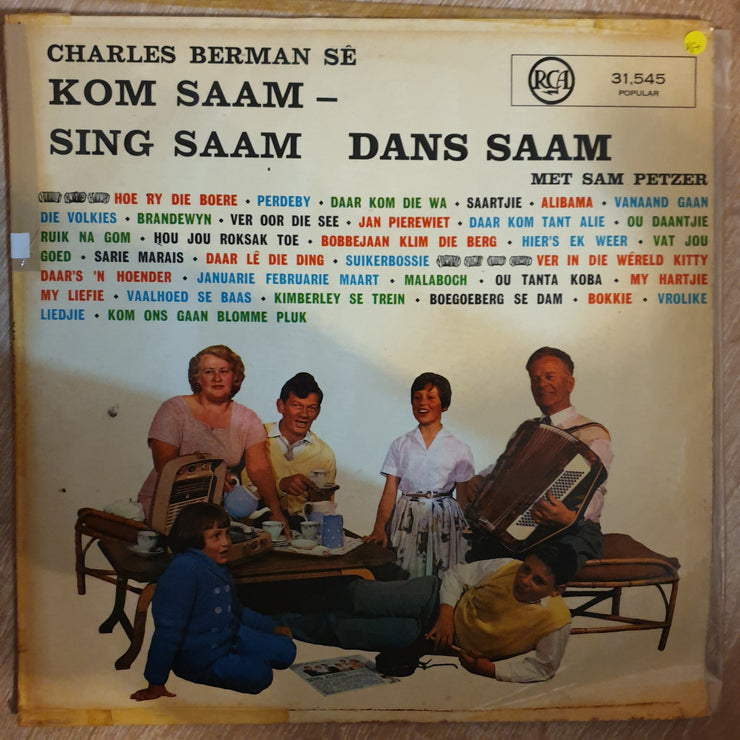 CHARLES BERMAN SÊ
KOM SAAM –
SING SAAM DANS SAAM
MET SAM PETZER
RCA
31,545
POPULAR
HOE RY DIE BOERE • PERDEBY • DAAR KOM DIE WA • SAARTJIE • ALIBAMA • VANAAND GAAN
DIE VOLKIES • BRANDEWYN • VER OOR DIE SEE • JAN PIEREWIET • DAAR KOM TANT ALIE • OU DAANTJIE
RUIK NA GOM • HOU JOU ROKSAK TOE • BOBBEJAAN KLIM DIE BERG • HIER'S EK WEER • VAT JOU
GOED • SARIE MARAIS • DAAR LÊ DIE DING • SUIKERBOSSIE VER IN DIE WÊRELD KITTY
DAAR'S 'N HOENDER • JANUARIE FEBRUARIE MAART • MALABOCH • OU TANTA KOBA • MY HARTJIE
MY LIEFIE • VAALHOED SE BAAS • KIMBERLEY SE TREIN • BOEGOEBERG SE DAM • BOKKIE • VROLIKE
LIEDJIE • KOM ONS GAAN BLOMME PLUK